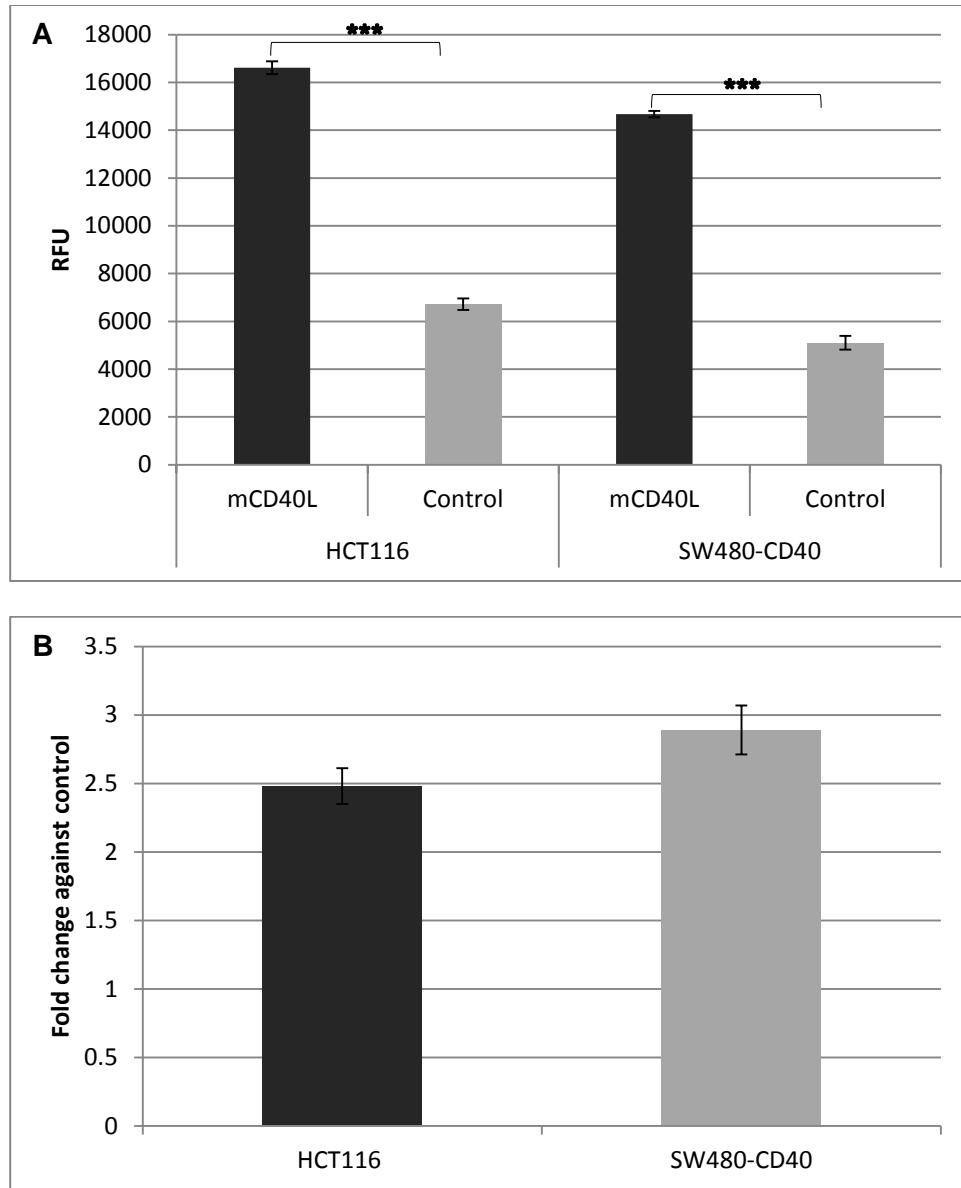 A
18000
16000
14000
12000
10000
8000
6000
4000
2000
0
RFU
***
***
mCD40L Control mCD40L Control
HCT116 SW480-CD40
B
3.5
3
2.5
2
1.5
1
0.5
0
Fold change against control
HCT116 SW480-CD40